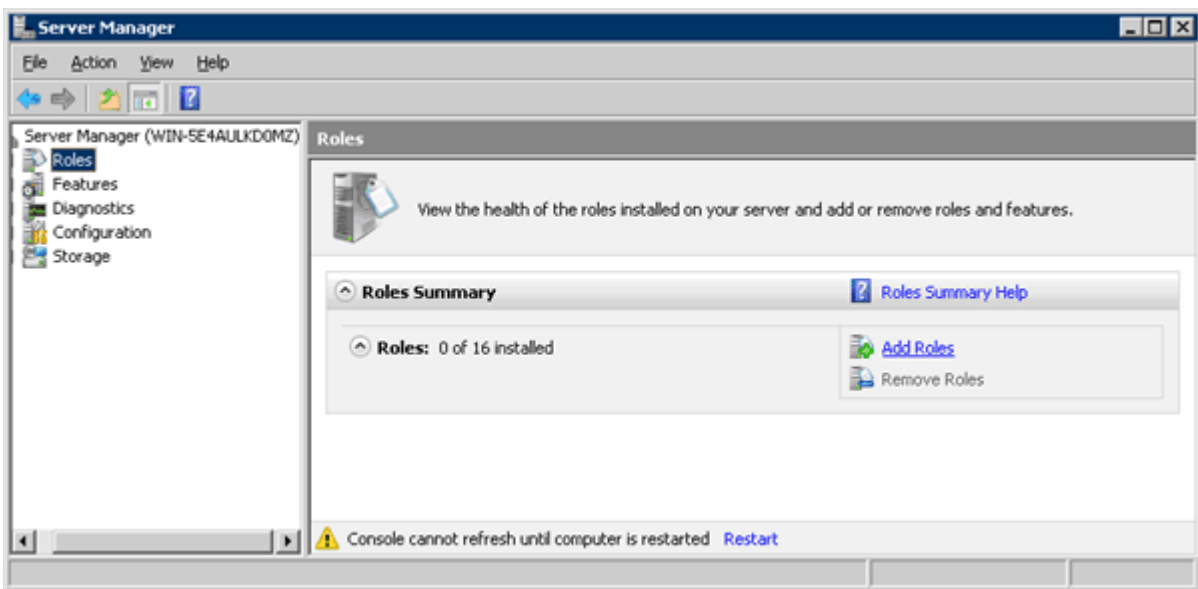 Server Manager
File Action View Help
Server Manager (WIN-5E4AULKD0MZ)
Roles
Features
Diagnostics
Configuration
Storage
Roles
View the health of the roles installed on your server and add or remove roles and features.
Roles Summary
Roles Summary Help
Roles: 0 of 16 installed
Add Roles
Remove Roles
Console cannot refresh until computer is restarted Restart